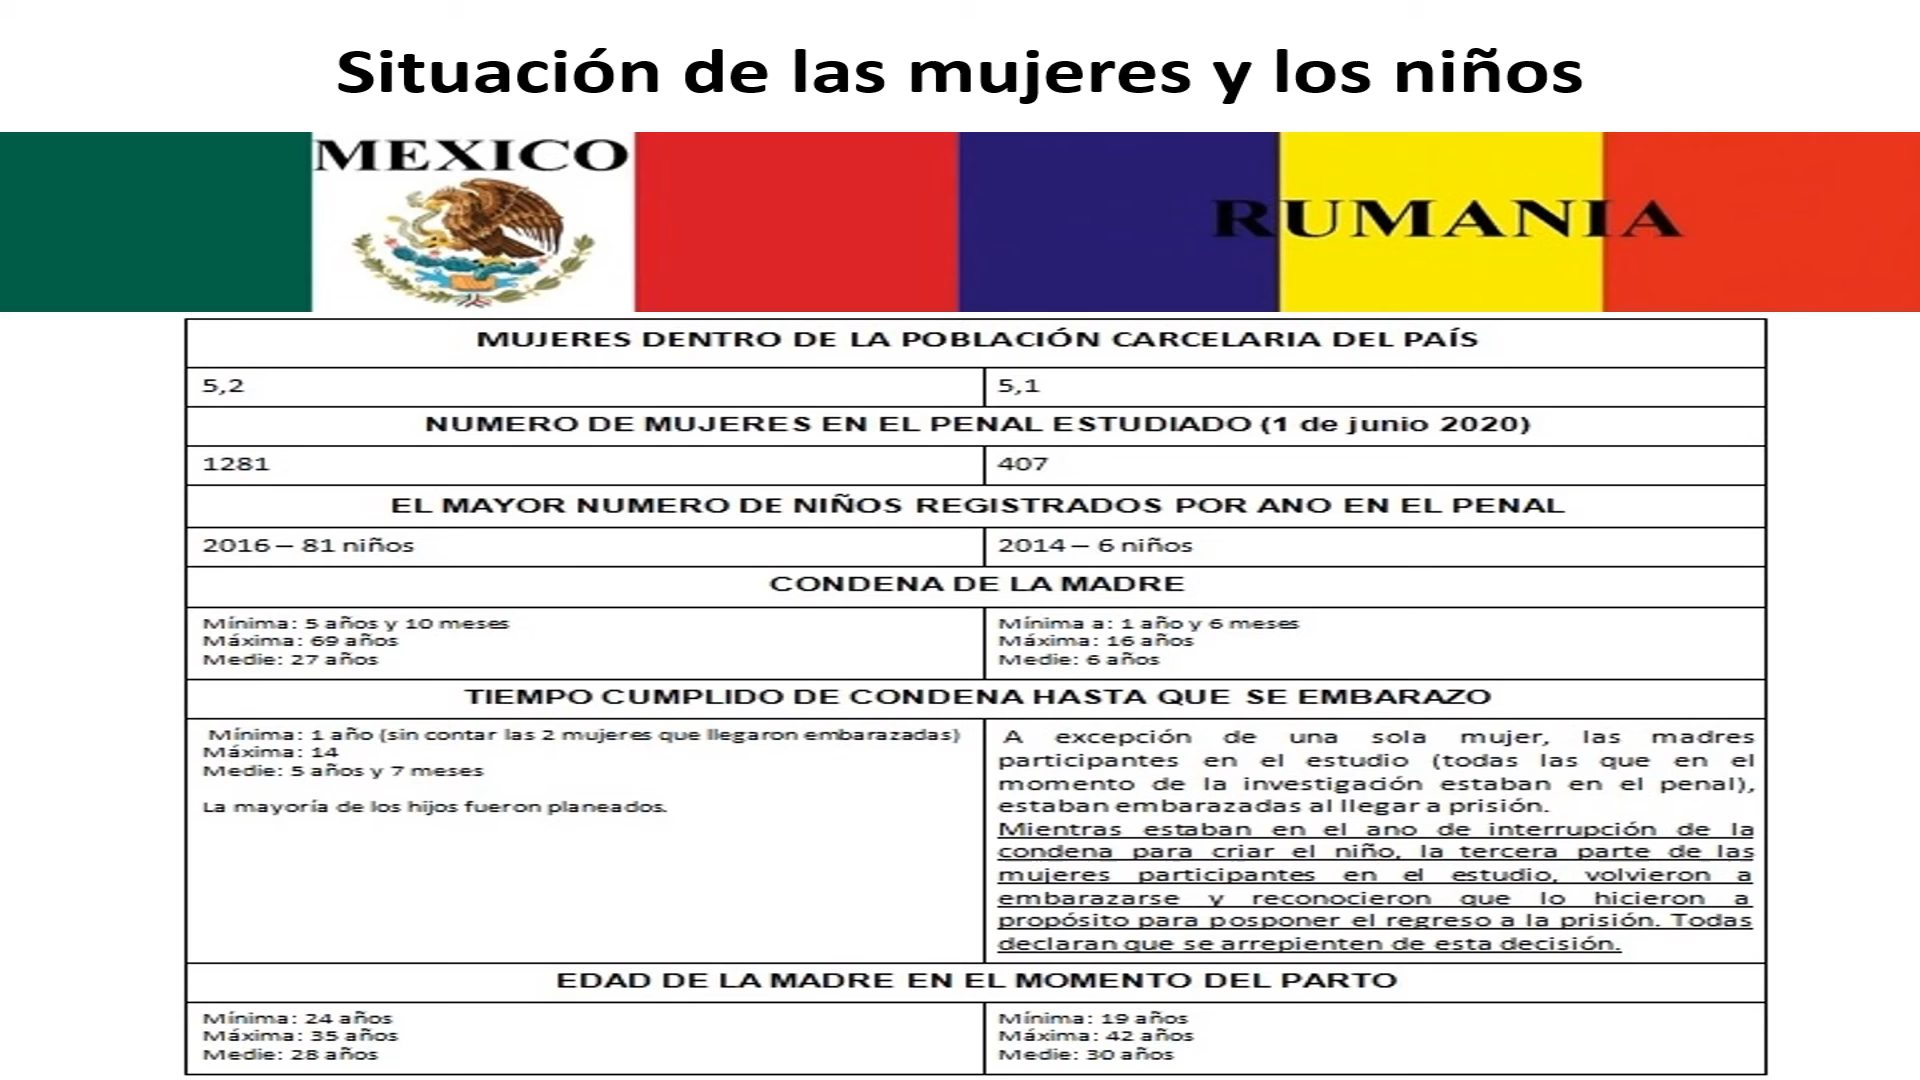 Situación de las mujeres y los niños
MEXICO
RUMANIA
MUJERES DENTRO DE LA POBLACIÓN CARCELARIA DEL PAÍS
5,2
5,1
NUMERO DE MUJERES EN EL PENAL ESTUDIADO (1 de junio 2020)
1281
407
EL MAYOR NUMERO DE NIÑOS REGISTRADOS POR ANO EN EL PENAL
2016 – 81 niños
2014 – 6 niños
CONDENA DE LA MADRE
Mínima: 5 años y 10 meses
Máxima: 69 años
Medie: 27 años
Mínima a: 1 año y 6 meses
Máxima: 16 años
Medie: 6 años
TIEMPO CUMPLIDO DE CONDENA HASTA QUE SE EMBARAZO
Mínima: 1 año (sin contar las 2 mujeres que llegaron embarazadas)
Máxima: 14
Medie: 5 años y 7 meses
La mayoría de los hijos fueron planeados.
A excepción de una sola mujer, las madres
participantes en el estudio (todas las que en el
momento de la investigación estaban en el penal),
estaban embarazadas al llegar a prisión.
Mientras estaban en el ano de interrupción de la
condena para criar el niño, la tercera parte de las
mujeres participantes en el estudio, volvieron a
embarazarse y reconocieron que lo hicieron a
propósito para posponer el regreso a la prisión. Todas
declaran que se arrepienten de esta decisión.
EDAD DE LA MADRE EN EL MOMENTO DEL PARTO
Mínima: 24 años
Máxima: 35 años
Medie: 28 años
Mínima: 19 años
Máxima: 42 años
Medie: 30 años